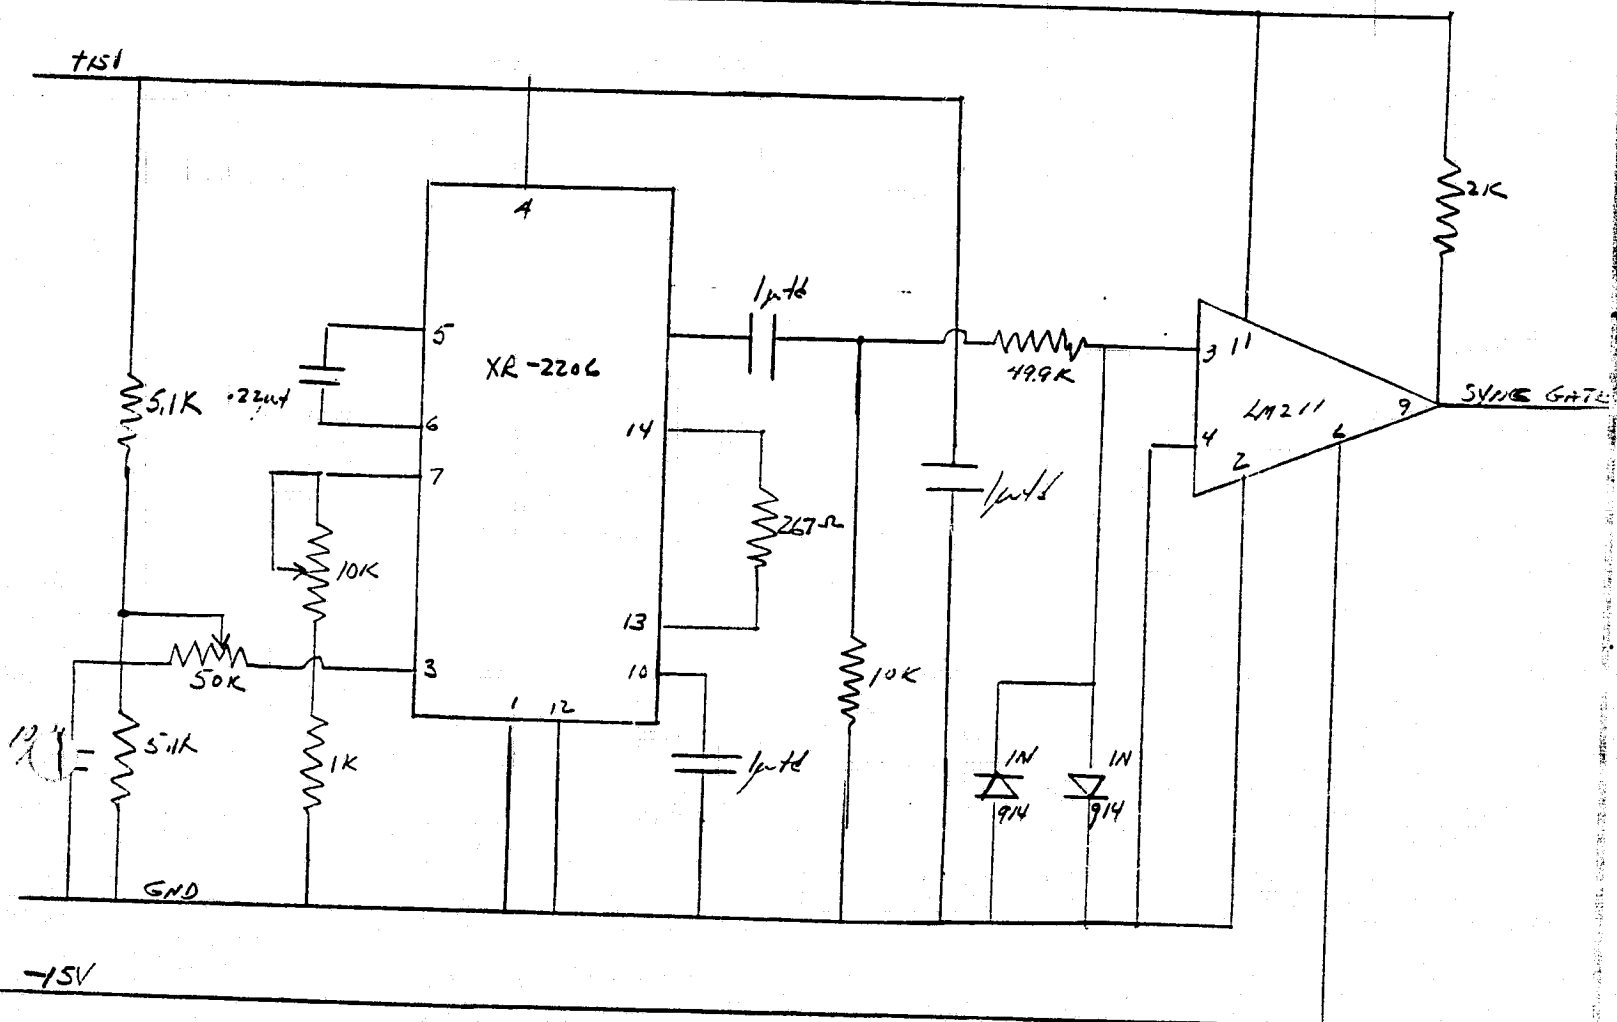 +15V
4
5
XR-2206
1µfd
2K
3
11
49.9K
SYNC GATE
5.1K
.22µf
6
14
LM211
9
4
6
2
7
1µfd
267Ω
10K
13
3
10
10K
50K
1
12
5.1K
1K
1µfd
1N
914
1N
914
GND
-15V